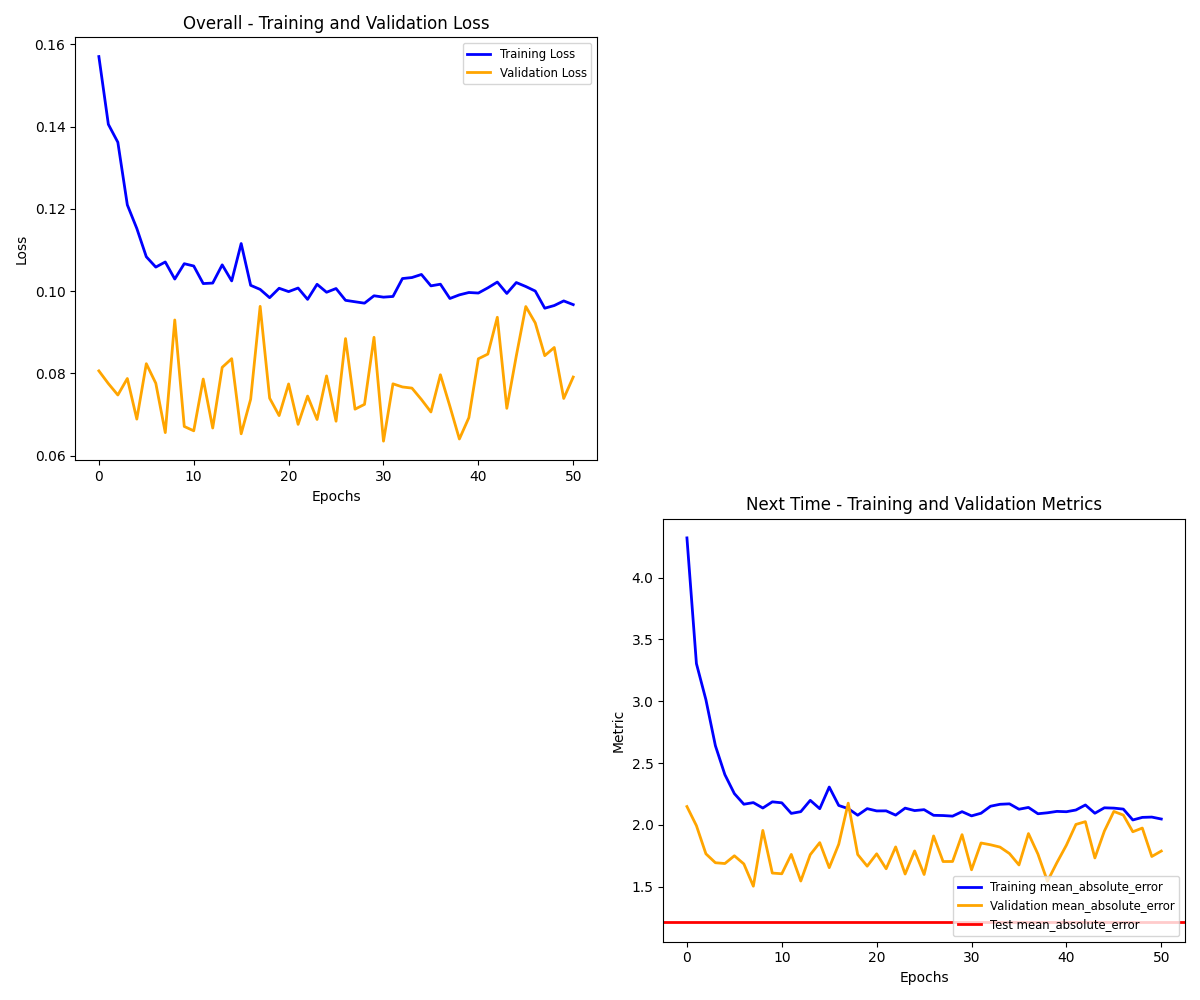 Overall - Training and Validation Loss
0.16
0.14
0.12
0.10
0.08
0.06
Loss
Training Loss
Validation Loss
0 10 20 30 40 50
Epochs
Next Time - Training and Validation Metrics
4.0
3.5
3.0
2.5
2.0
1.5
Metric
Training mean_absolute_error
Validation mean_absolute_error
Test mean_absolute_error
0 10 20 30 40 50
Epochs